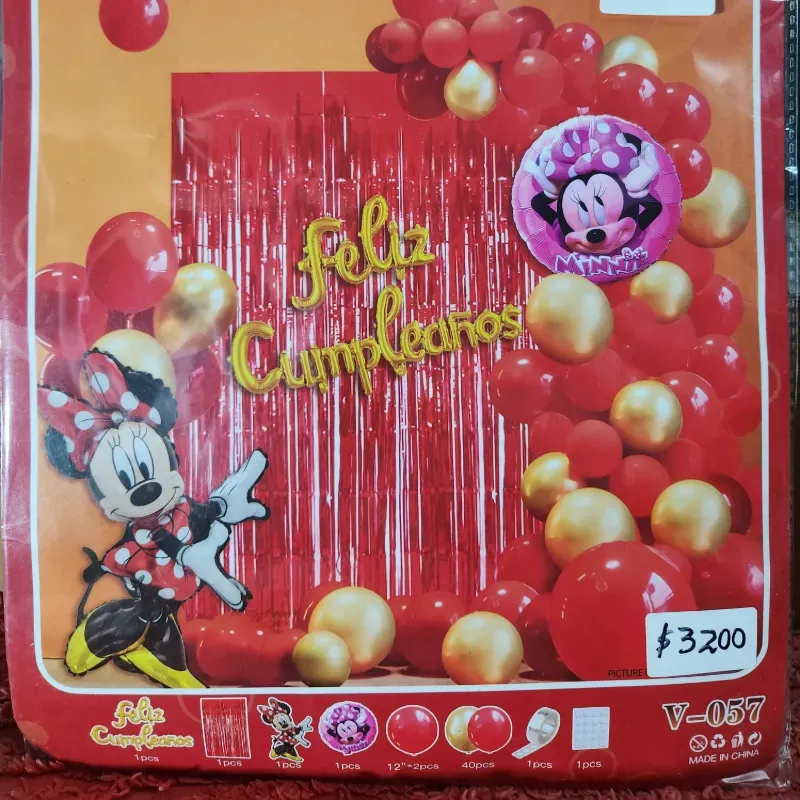 Feliz
Cumpleaños
Minnie
$3200
PICTURE
Feliz
Cumpleaños
V-057
1pcs
1pcs
1pcs
1pcs
12"*2pcs
40pcs
1pcs
1pcs
MADE IN CHINA